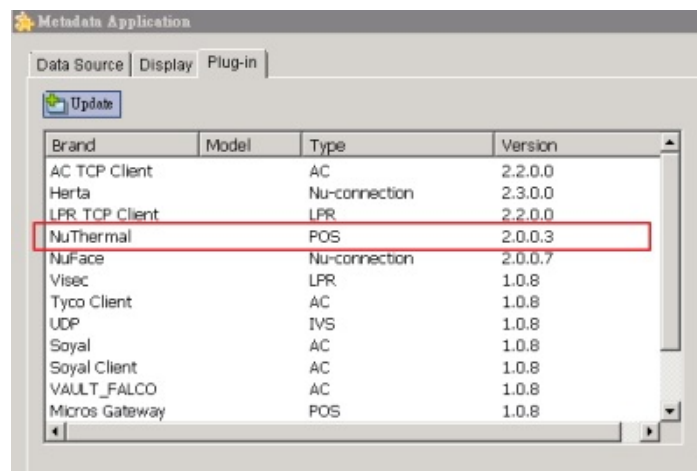 Metadata Application
Data Source Display Plug-in
Update
Brand Model Type Version
AC TCP Client AC 2.2.0.0
Herta Nu-connection 2.3.0.0
LPR TCP Client LPR 2.2.0.0
NuThermal POS 2.0.0.3
NuFace Nu-connection 2.0.0.7
Visec LPR 1.0.8
Tyco Client AC 1.0.8
UDP IVS 1.0.8
Soyal AC 1.0.8
Soyal Client AC 1.0.8
VAULT_FALCO AC 1.0.8
Micros Gateway POS 1.0.8